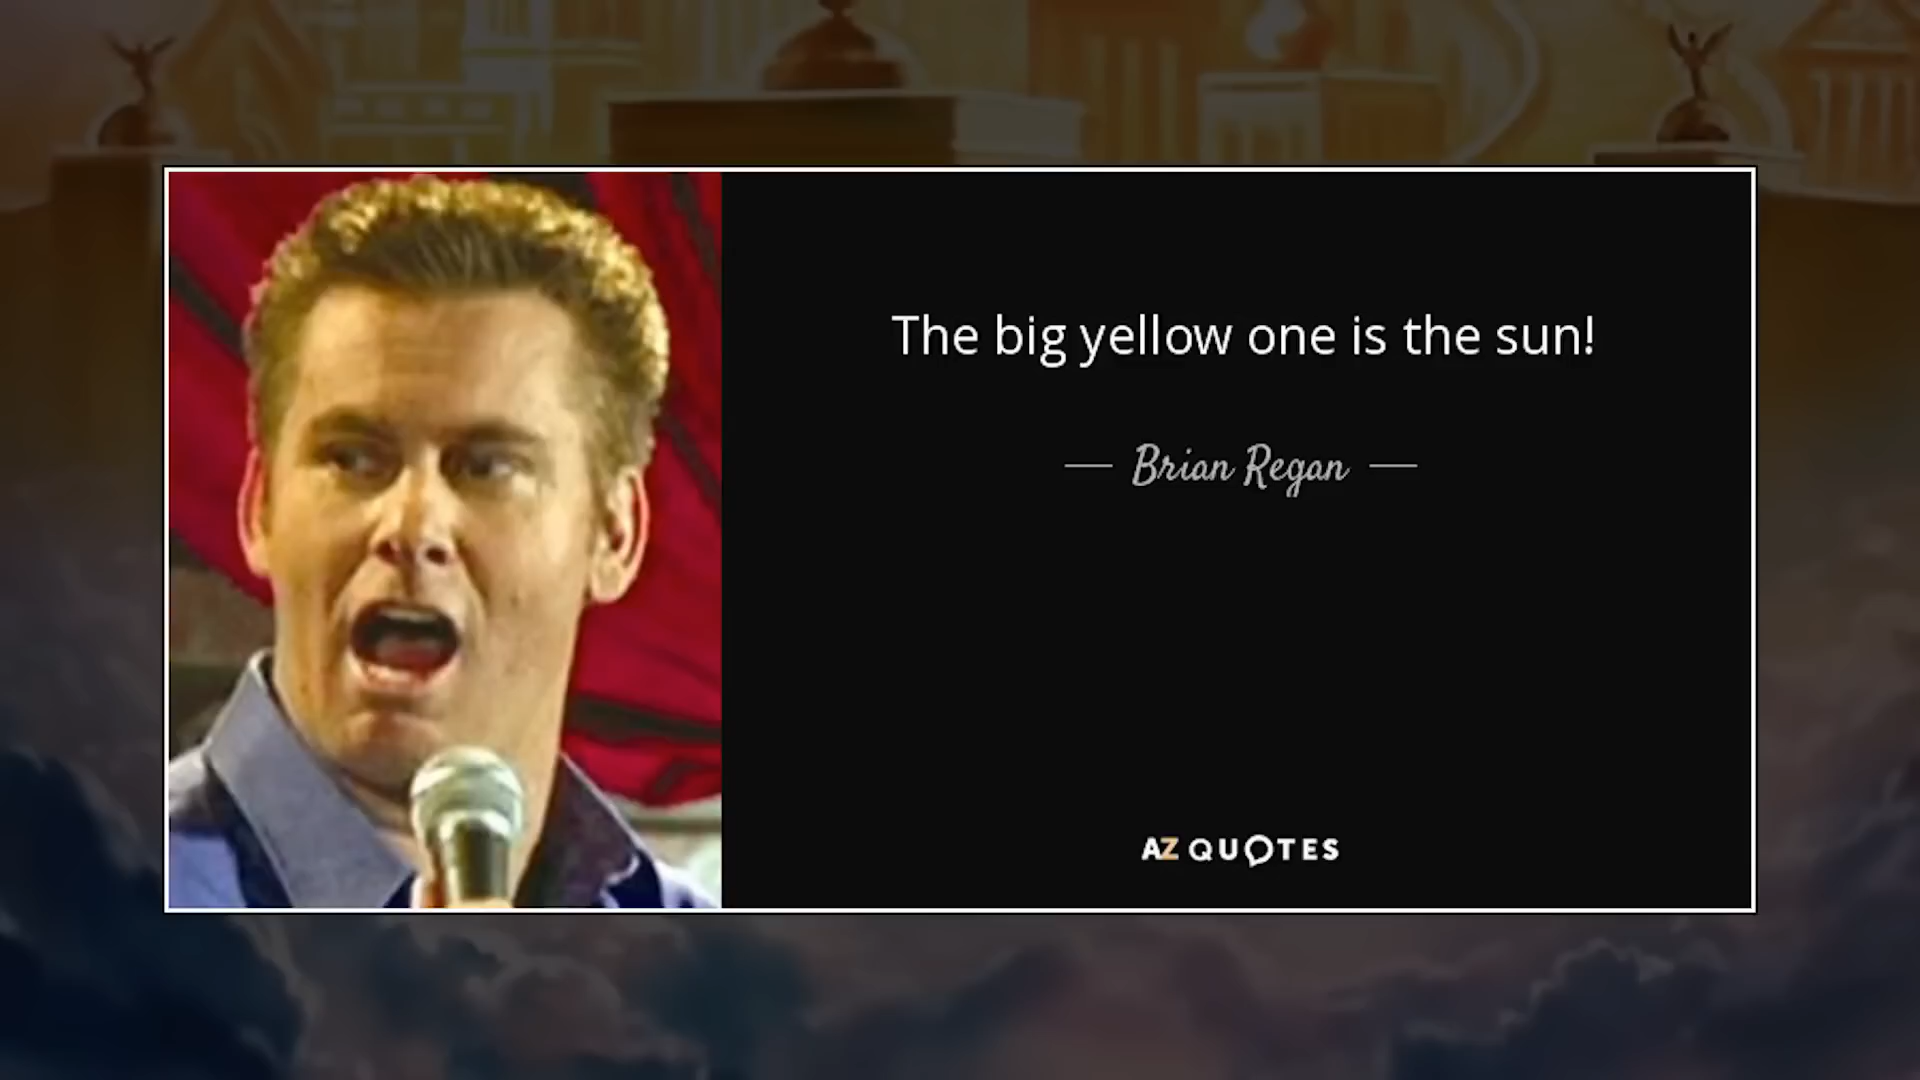 The big yellow one is the sun!
— Brian Regan —
AZ QUOTES